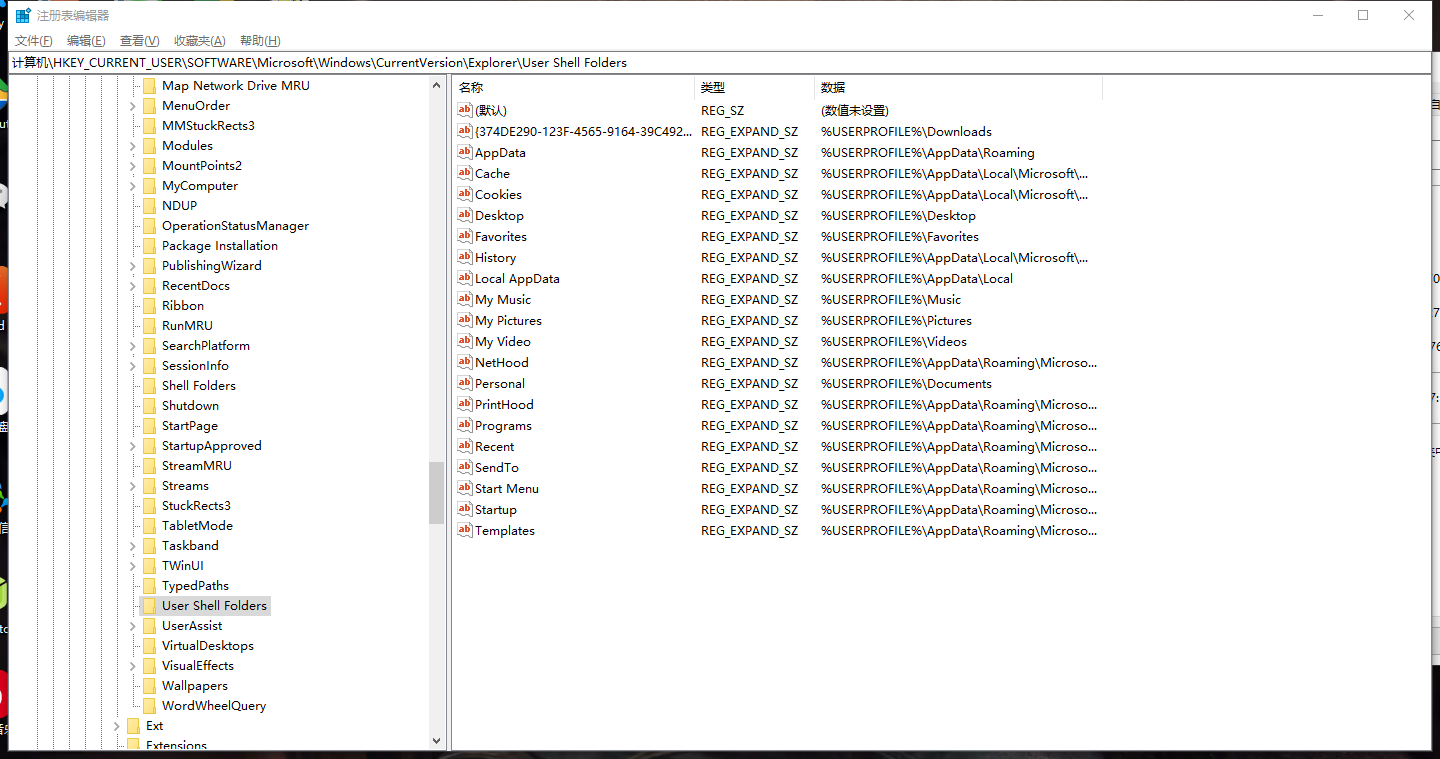 注册表编辑器
文件(F) 编辑(E) 查看(V) 收藏夹(A) 帮助(H)
计算机\HKEY_CURRENT_USER\SOFTWARE\Microsoft\Windows\CurrentVersion\Explorer\User Shell Folders
Map Network Drive MRU
MenuOrder
MMStuckRects3
Modules
MountPoints2
MyComputer
NDUP
OperationStatusManager
Package Installation
PublishingWizard
RecentDocs
Ribbon
RunMRU
SearchPlatform
SessionInfo
Shell Folders
Shutdown
StartPage
StartupApproved
StreamMRU
Streams
StuckRects3
TabletMode
Taskband
TWinUI
TypedPaths
User Shell Folders
UserAssist
VirtualDesktops
VisualEffects
Wallpapers
WordWheelQuery
Ext
Extensions
名称 类型 数据
(默认) REG_SZ (数值未设置)
{374DE290-123F-4565-9164-39C492... REG_EXPAND_SZ %USERPROFILE%\Downloads
AppData REG_EXPAND_SZ %USERPROFILE%\AppData\Roaming
Cache REG_EXPAND_SZ %USERPROFILE%\AppData\Local\Microsoft\...
Cookies REG_EXPAND_SZ %USERPROFILE%\AppData\Local\Microsoft\...
Desktop REG_EXPAND_SZ %USERPROFILE%\Desktop
Favorites REG_EXPAND_SZ %USERPROFILE%\Favorites
History REG_EXPAND_SZ %USERPROFILE%\AppData\Local\Microsoft\...
Local AppData REG_EXPAND_SZ %USERPROFILE%\AppData\Local
My Music REG_EXPAND_SZ %USERPROFILE%\Music
My Pictures REG_EXPAND_SZ %USERPROFILE%\Pictures
My Video REG_EXPAND_SZ %USERPROFILE%\Videos
NetHood REG_EXPAND_SZ %USERPROFILE%\AppData\Roaming\Microso...
Personal REG_EXPAND_SZ %USERPROFILE%\Documents
PrintHood REG_EXPAND_SZ %USERPROFILE%\AppData\Roaming\Microso...
Programs REG_EXPAND_SZ %USERPROFILE%\AppData\Roaming\Microso...
Recent REG_EXPAND_SZ %USERPROFILE%\AppData\Roaming\Microso...
SendTo REG_EXPAND_SZ %USERPROFILE%\AppData\Roaming\Microso...
Start Menu REG_EXPAND_SZ %USERPROFILE%\AppData\Roaming\Microso...
Startup REG_EXPAND_SZ %USERPROFILE%\AppData\Roaming\Microso...
Templates REG_EXPAND_SZ %USERPROFILE%\AppData\Roaming\Microso...